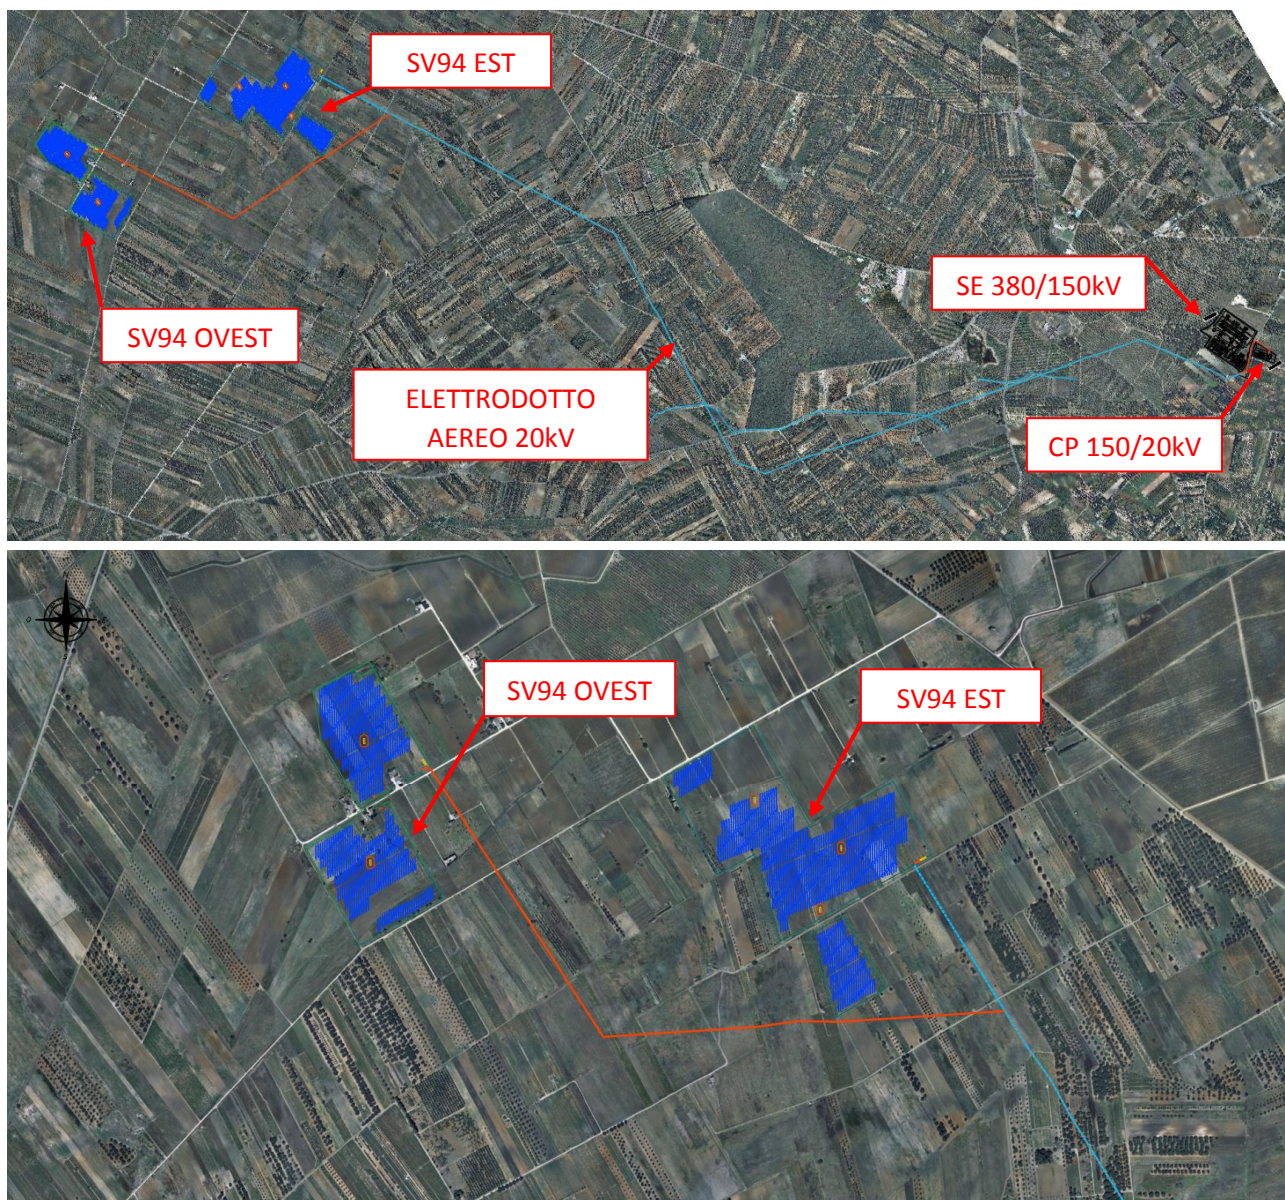 SV94 EST
SE 380/150kV
SV94 OVEST
ELETTRODOTTO
AEREO 20kV
CP 150/20kV
SV94 OVEST
SV94 EST